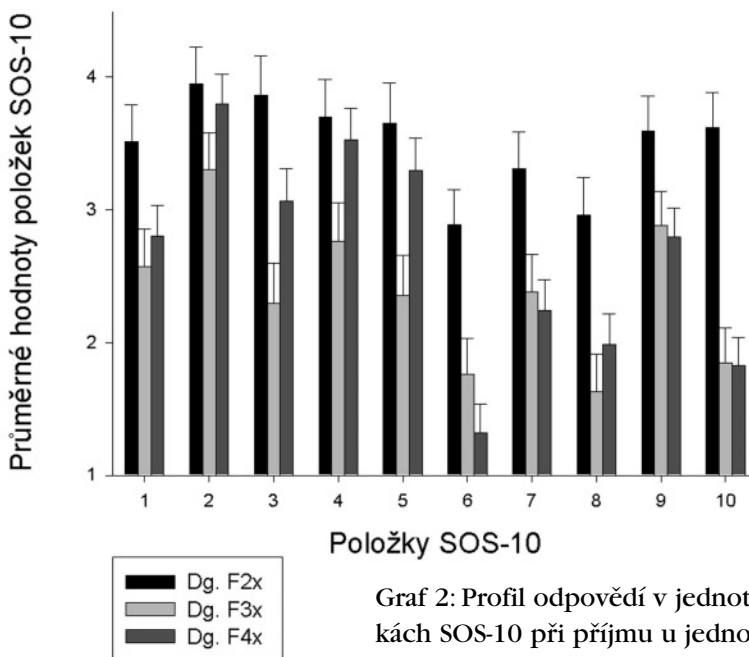 Průměrné hodnoty položek SOS-10
4
3
2
1
1 2 3 4 5 6 7 8 9 10
Položky SOS-10
Dg. F2x
Dg. F3x
Dg. F4x
Graf 2: Profil odpovědí v jednot
kách SOS-10 při příjmu u jedno